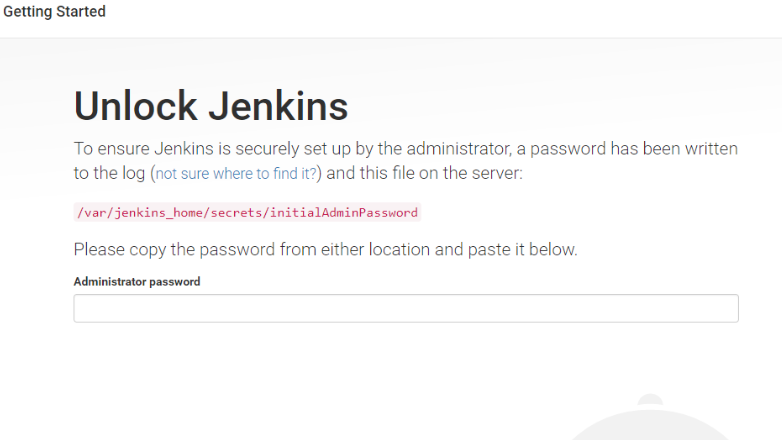 Getting Started
Unlock Jenkins
To ensure Jenkins is securely set up by the administrator, a password has been written
to the log (not sure where to find it?) and this file on the server:
/var/jenkins_home/secrets/initialAdminPassword
Please copy the password from either location and paste it below.
Administrator password